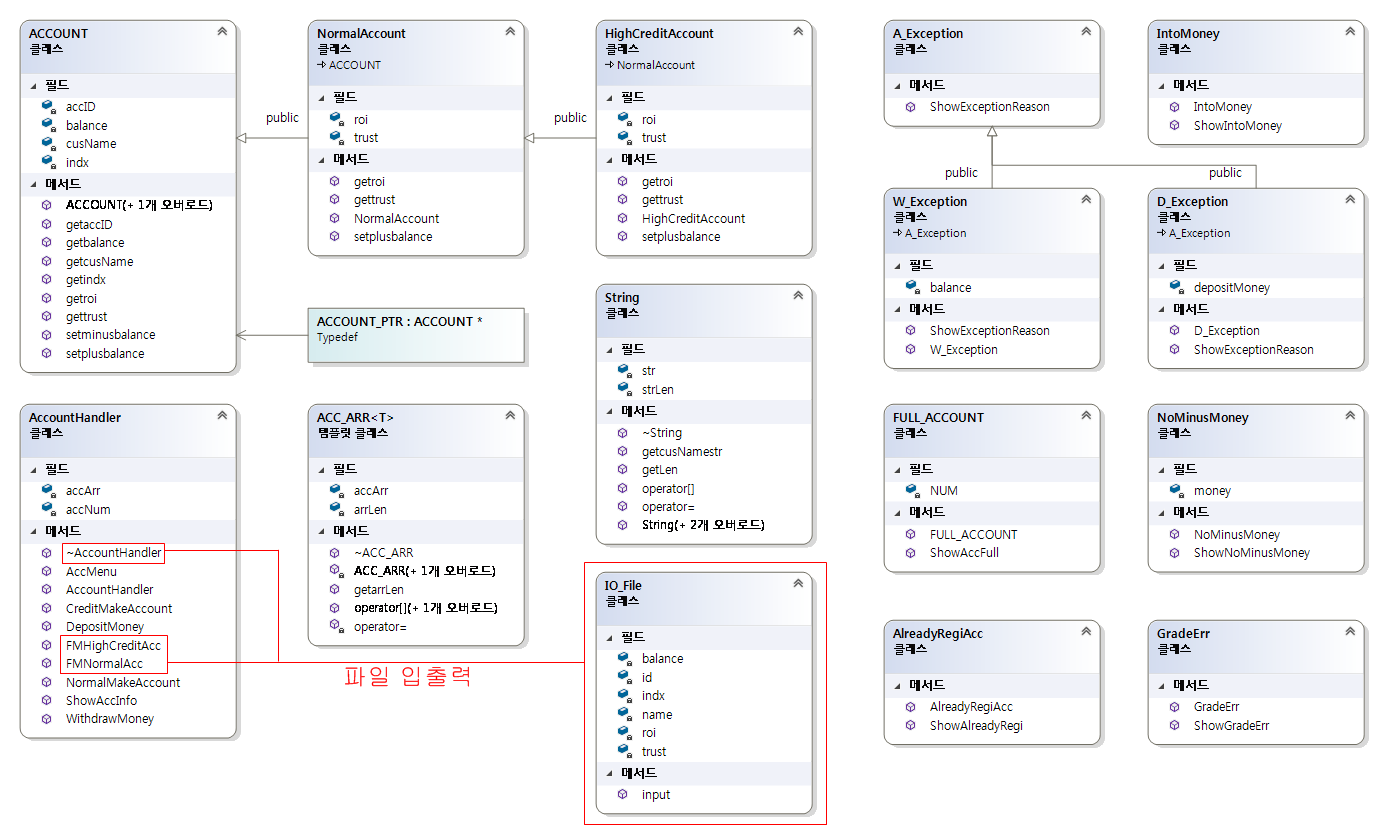 ACCOUNT
클래스
필드
accID
balance
cusName
indx
메서드
ACCOUNT(+ 1개 오버로드)
getaccID
getbalance
getcusName
getindx
getroi
gettrust
setminusbalance
setplusbalance
public
NormalAccount
클래스
ACCOUNT
필드
roi
trust
메서드
getroi
gettrust
NormalAccount
setplusbalance
public
HighCreditAccount
클래스
NormalAccount
필드
roi
trust
메서드
getroi
gettrust
HighCreditAccount
setplusbalance
ACCOUNT_PTR : ACCOUNT *
Typedef
A_Exception
클래스
메서드
ShowExceptionReason
IntoMoney
클래스
메서드
IntoMoney
ShowIntoMoney
public
public
W_Exception
클래스
A_Exception
필드
balance
메서드
ShowExceptionReason
W_Exception
D_Exception
클래스
A_Exception
필드
depositMoney
메서드
D_Exception
ShowExceptionReason
String
클래스
필드
str
strLen
메서드
~String
getcusNamestr
getLen
operator[]
operator=
String(+ 2개 오버로드)
AccountHandler
클래스
필드
accArr
accNum
메서드
~AccountHandler
AccMenu
AccountHandler
CreditMakeAccount
DepositMoney
FMHighCreditAcc
FMNormalAcc
NormalMakeAccount
ShowAccInfo
WithdrawMoney
ACC_ARR<T>
템플릿 클래스
필드
accArr
arrLen
메서드
~ACC_ARR
ACC_ARR(+ 1개 오버로드)
getarrLen
operator[](+ 1개 오버로드)
operator=
파일 입출력
IO_File
클래스
필드
balance
id
indx
name
roi
trust
메서드
input
FULL_ACCOUNT
클래스
필드
NUM
메서드
FULL_ACCOUNT
ShowAccFull
NoMinusMoney
클래스
필드
money
메서드
NoMinusMoney
ShowNoMinusMoney
AlreadyRegiAcc
클래스
메서드
AlreadyRegiAcc
ShowAlreadyRegi
GradeErr
클래스
메서드
GradeErr
ShowGradeErr